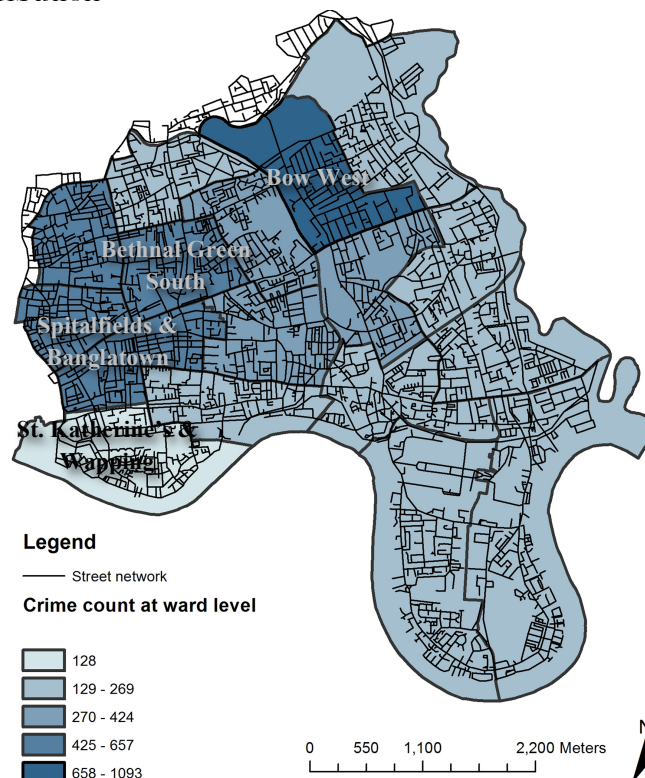 Bow West
Bethnal Green
South
Spitalfields &
Banglatown
St. Katherine's &
Wapping
Legend
Street network
Crime count at ward level
128
129 - 269
270 - 424
425 - 657
658 - 1093
0 550 1,100 2,200 Meters
N